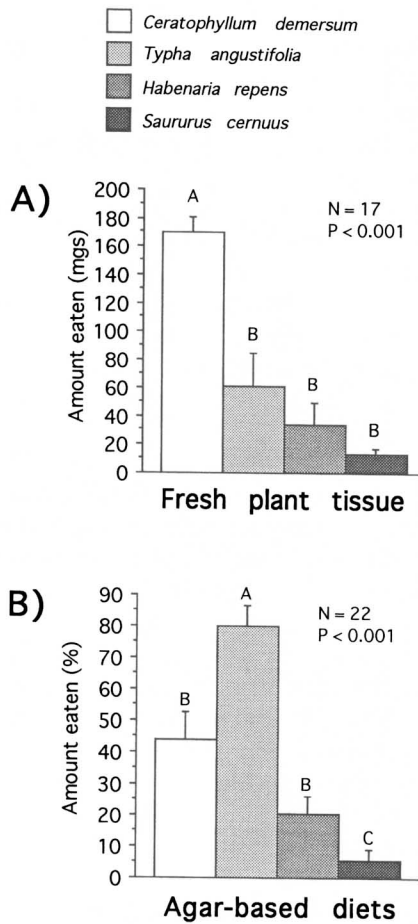 Ceratophyllum demersum
Typha angustifolia
Habenaria repens
Saururus cernuus
A)
N = 17
P < 0.001
Amount eaten (mgs)
200
180
160
140
120
100
80
60
40
20
0
A
B
B
B
Fresh plant tissue
B)
N = 22
P < 0.001
Amount eaten (%)
90
80
70
60
50
40
30
20
10
0
B
A
B
C
Agar-based diets